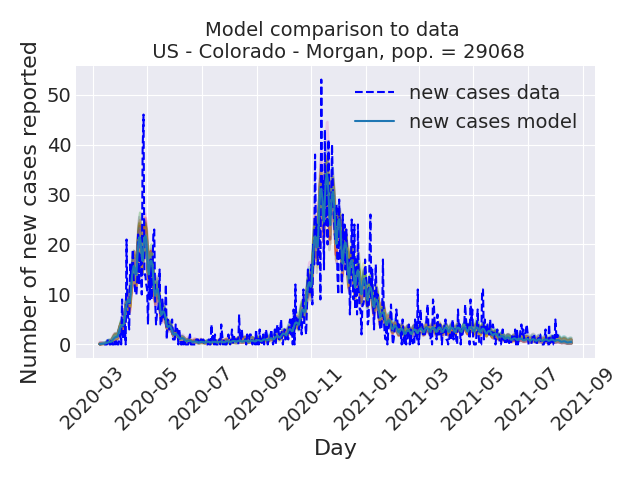 Model comparison to data
US - Colorado - Morgan, pop. = 29068
Number of new cases reported
50
40
30
20
10
0
new cases data
new cases model
2020-03
2020-05
2020-07
2020-09
2020-11
2021-01
2021-03
2021-05
2021-07
2021-09
Day